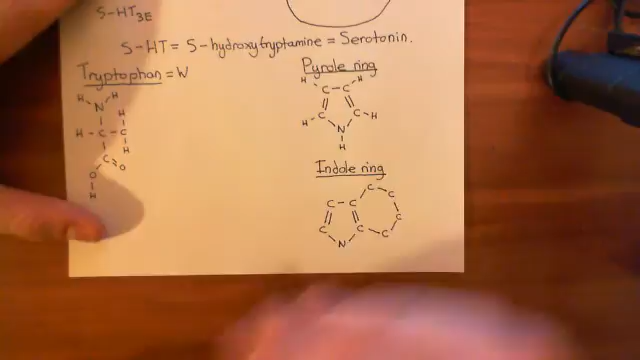 5-HT3E
5-HT = 5-hydroxytryptamine = Serotonin.
Tryptophan = W
H H
N
H
H - C - C
H
C = O
O
H
Pyrole ring
H H
C - C
H C C H
N
H
Indole ring
C C
C - C C
C C C
N